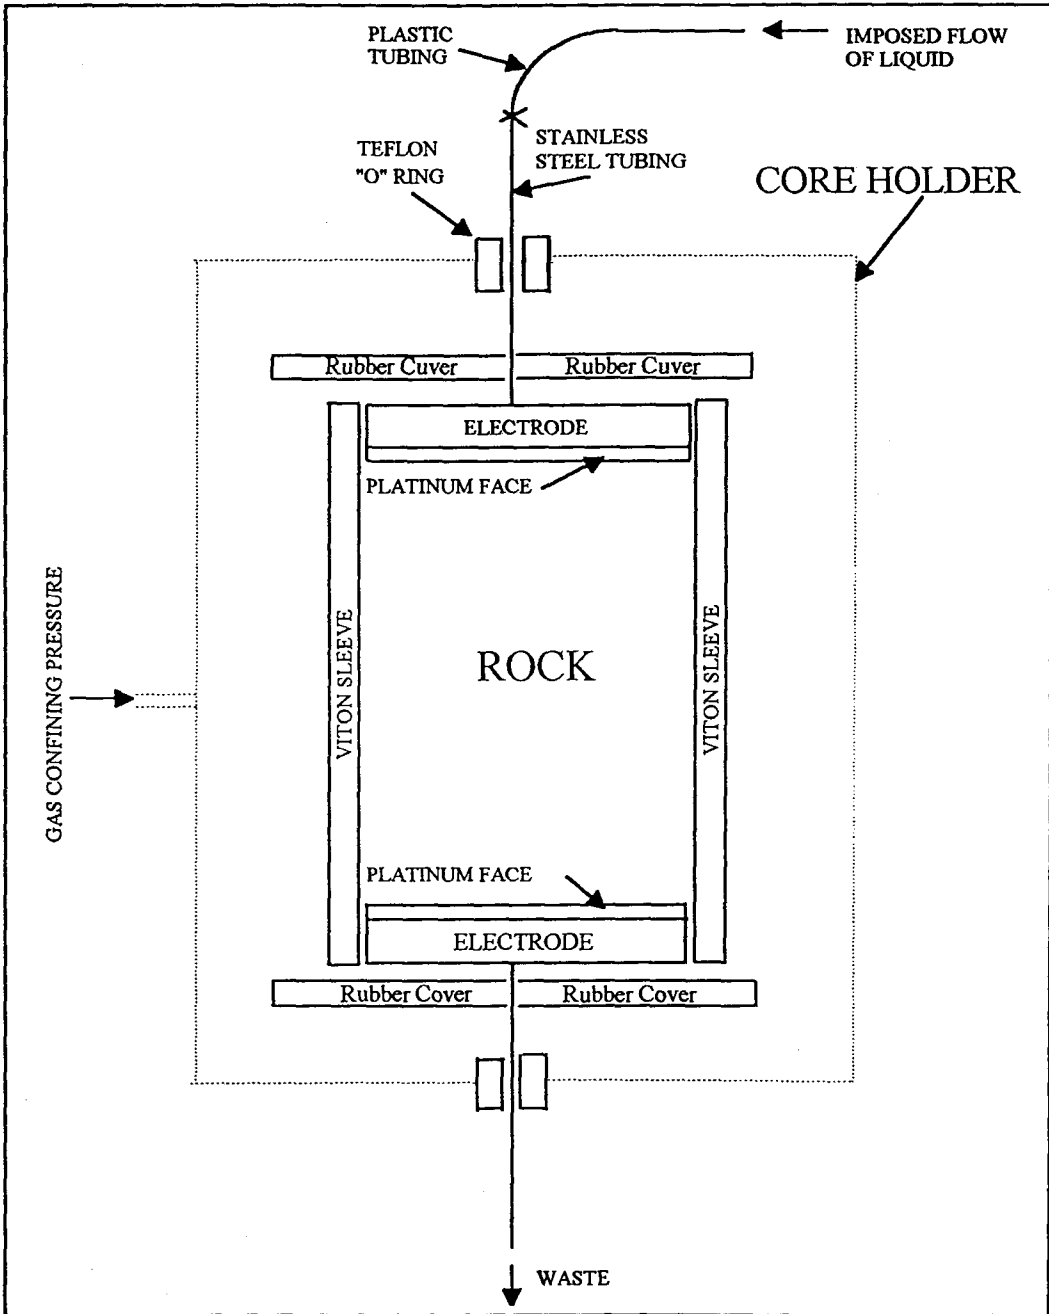 PLASTIC
TUBING
IMPOSED FLOW
OF LIQUID
STAINLESS
STEEL TUBING
TEFLON
"O" RING
CORE HOLDER
Rubber Cuver
Rubber Cover
ELECTRODE
PLATINUM FACE
GAS CONFINING PRESSURE
VITON SLEEVE
ROCK
VITON SLEEVE
PLATINUM FACE
ELECTRODE
Rubber Cover
Rubber Cover
WASTE